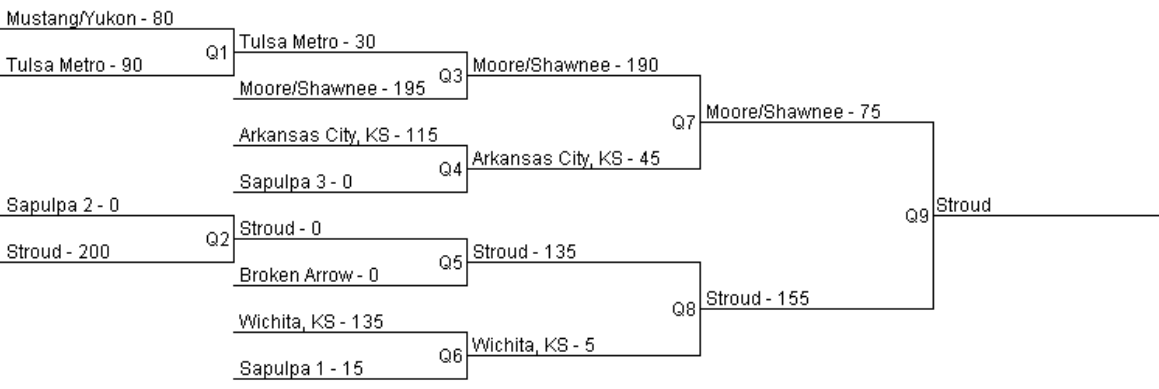 Mustang/Yukon - 80
Q1
Tulsa Metro - 30
Tulsa Metro - 90
Q3
Moore/Shawnee - 190
Moore/Shawnee - 195
Q7
Moore/Shawnee - 75
Arkansas City, KS - 115
Q4
Arkansas City, KS - 45
Sapulpa 3 - 0
Sapulpa 2 - 0
Q9
Stroud
Q2
Stroud - 0
Stroud - 200
Q5
Stroud - 135
Broken Arrow - 0
Q8
Stroud - 155
Wichita, KS - 135
Q6
Wichita, KS - 5
Sapulpa 1 - 15